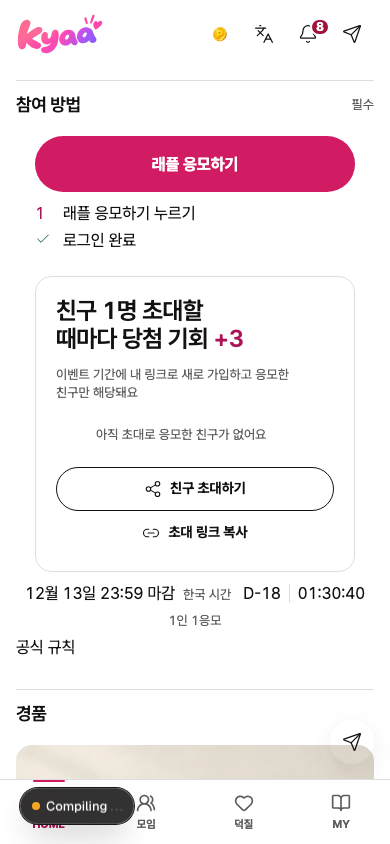 kyaa
8
참여 방법
필수
래플 응모하기
1 래플 응모하기 누르기
로그인 완료
친구 1명 초대할
때마다 당첨 기회 +3
이벤트 기간에 내 링크로 새로 가입하고 응모한
친구만 해당돼요
아직 초대로 응모한 친구가 없어요
친구 초대하기
초대 링크 복사
12월 13일 23:59 마감 한국 시간 D-18 01:30:40
1인 1응모
공식 규칙
경품
Compiling ...
HOME 모임 덕질 MY